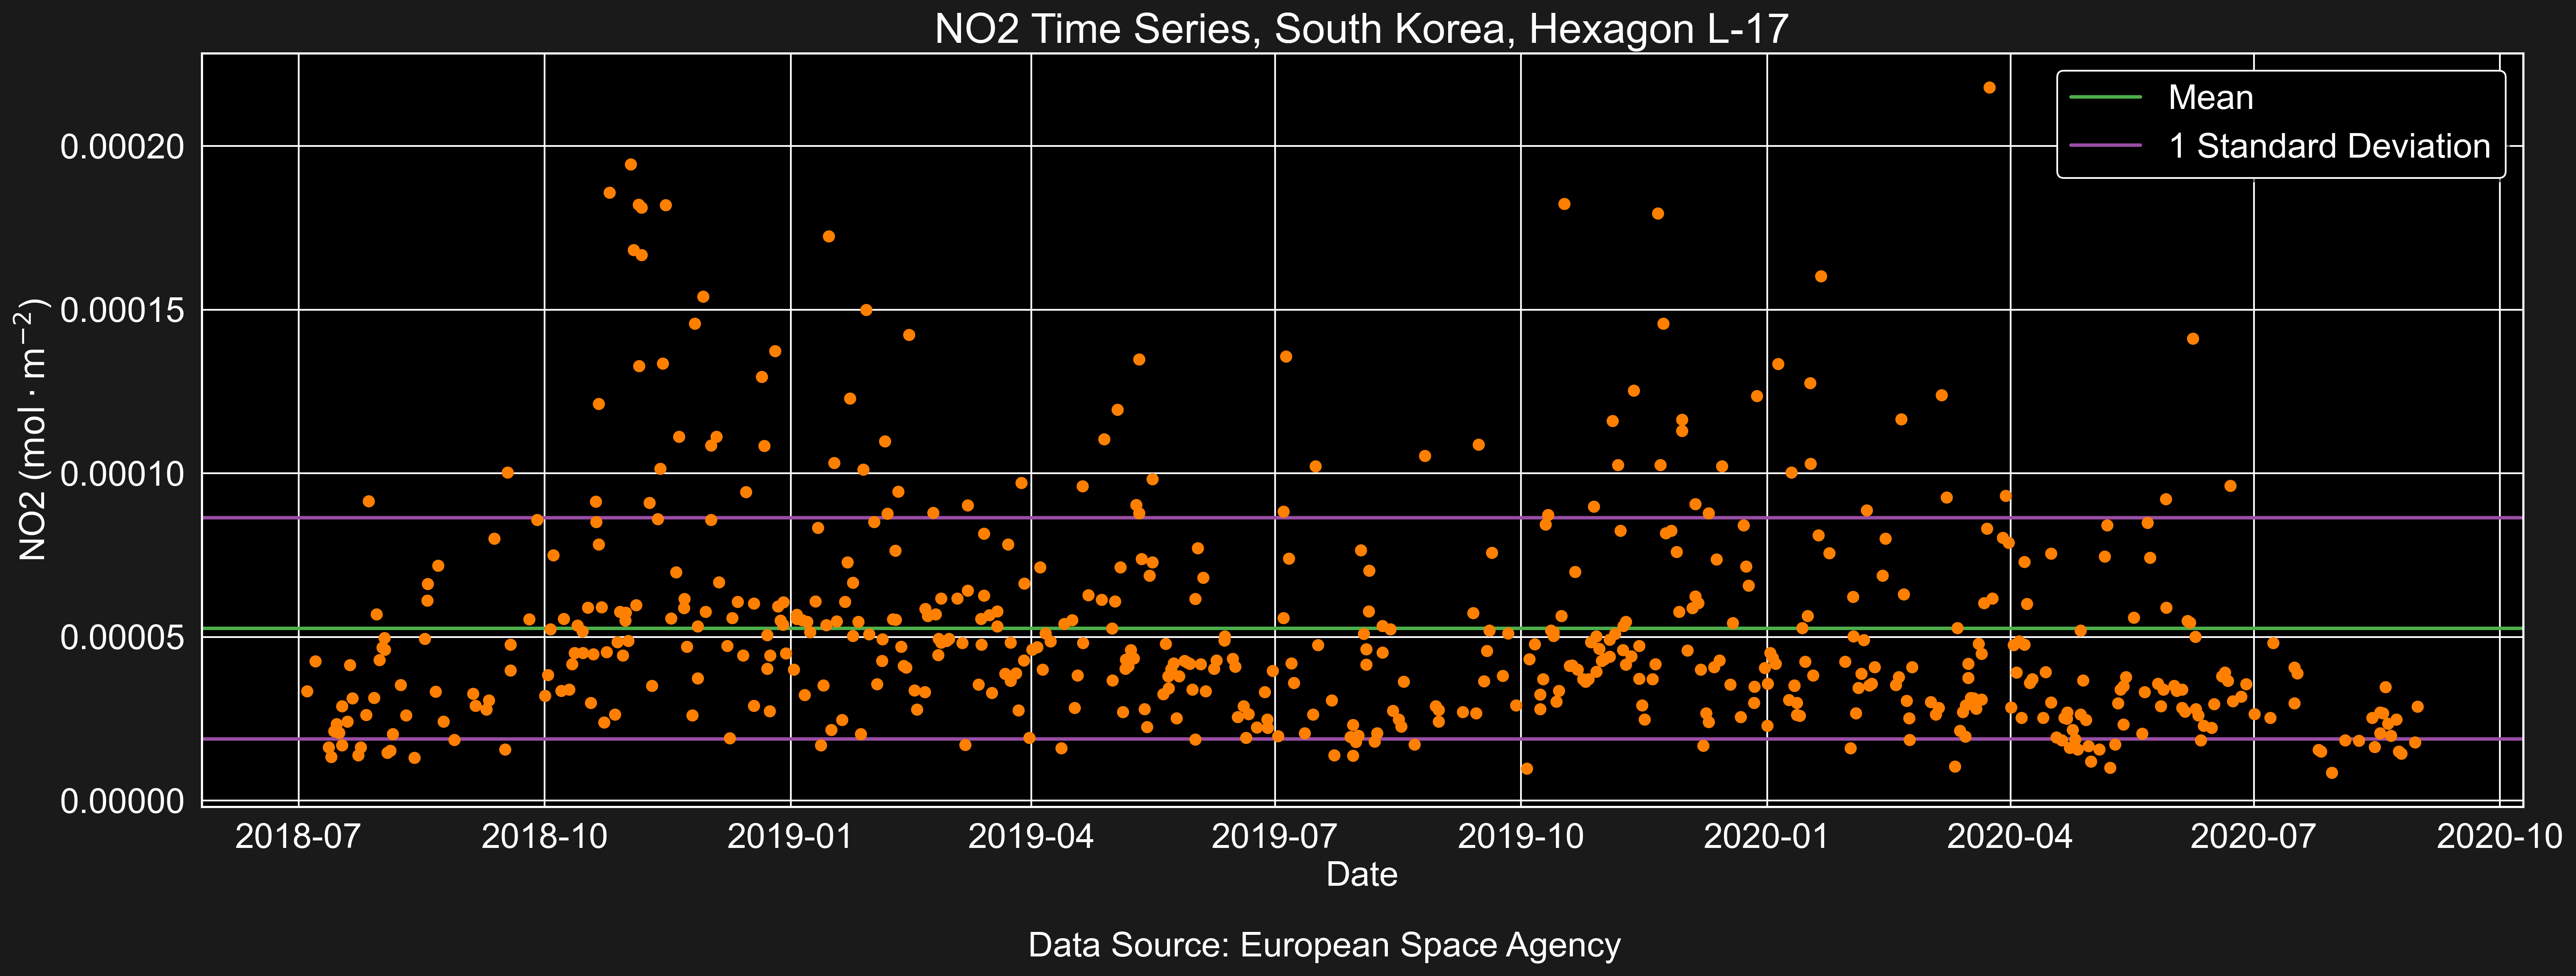 NO2 Time Series, South Korea, Hexagon L-17
Mean
1 Standard Deviation
NO2 (mol · m⁻²)
0.00020
0.00015
0.00010
0.00005
0.00000
2018-07 2018-10 2019-01 2019-04 2019-07 2019-10 2020-01 2020-04 2020-07 2020-10
Date
Data Source: European Space Agency